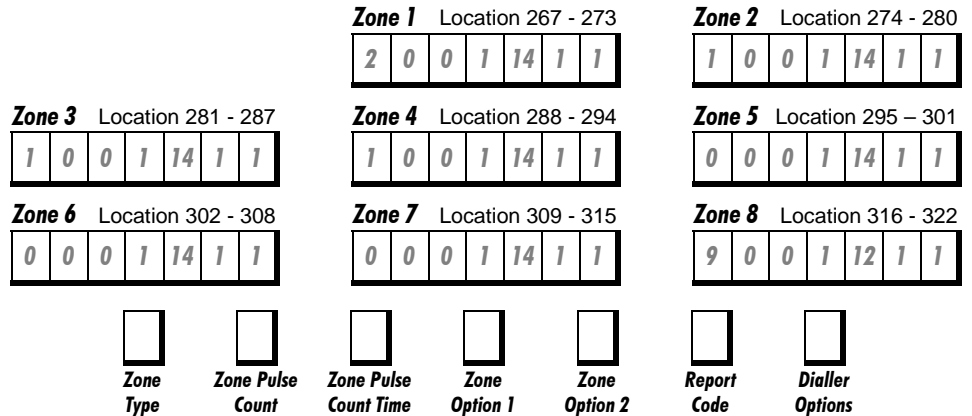 Zone 1 Location 267 - 273 Zone 2 Location 274 - 280
2 0 0 1 14 1 1 1 0 0 1 14 1 1
Zone 3 Location 281 - 287 Zone 4 Location 288 - 294 Zone 5 Location 295 – 301
1 0 0 1 14 1 1 1 0 0 1 14 1 1 0 0 0 1 14 1 1
Zone 6 Location 302 - 308 Zone 7 Location 309 - 315 Zone 8 Location 316 - 322
0 0 0 1 14 1 1 0 0 0 1 14 1 1 9 0 0 1 12 1 1
Zone Zone Pulse Zone Pulse Zone Zone Report Dialler
Type Count Count Time Option 1 Option 2 Code Options